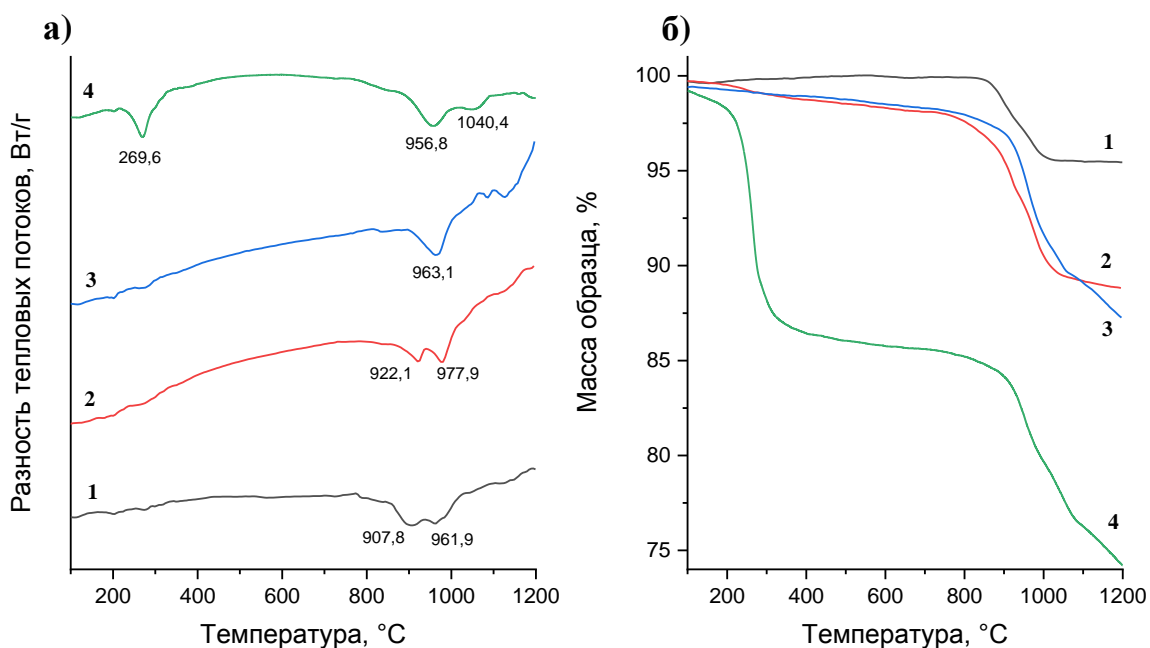 а)
Разность тепловых потоков, Вт/г
4
269,6
956,8
1040,4
3
963,1
2
922,1
977,9
1
907,8
961,9
200 400 600 800 1000 1200
Температура, °C
б)
Масса образца, %
100
95
90
85
80
75
1
2
3
4
200 400 600 800 1000 1200
Температура, °C